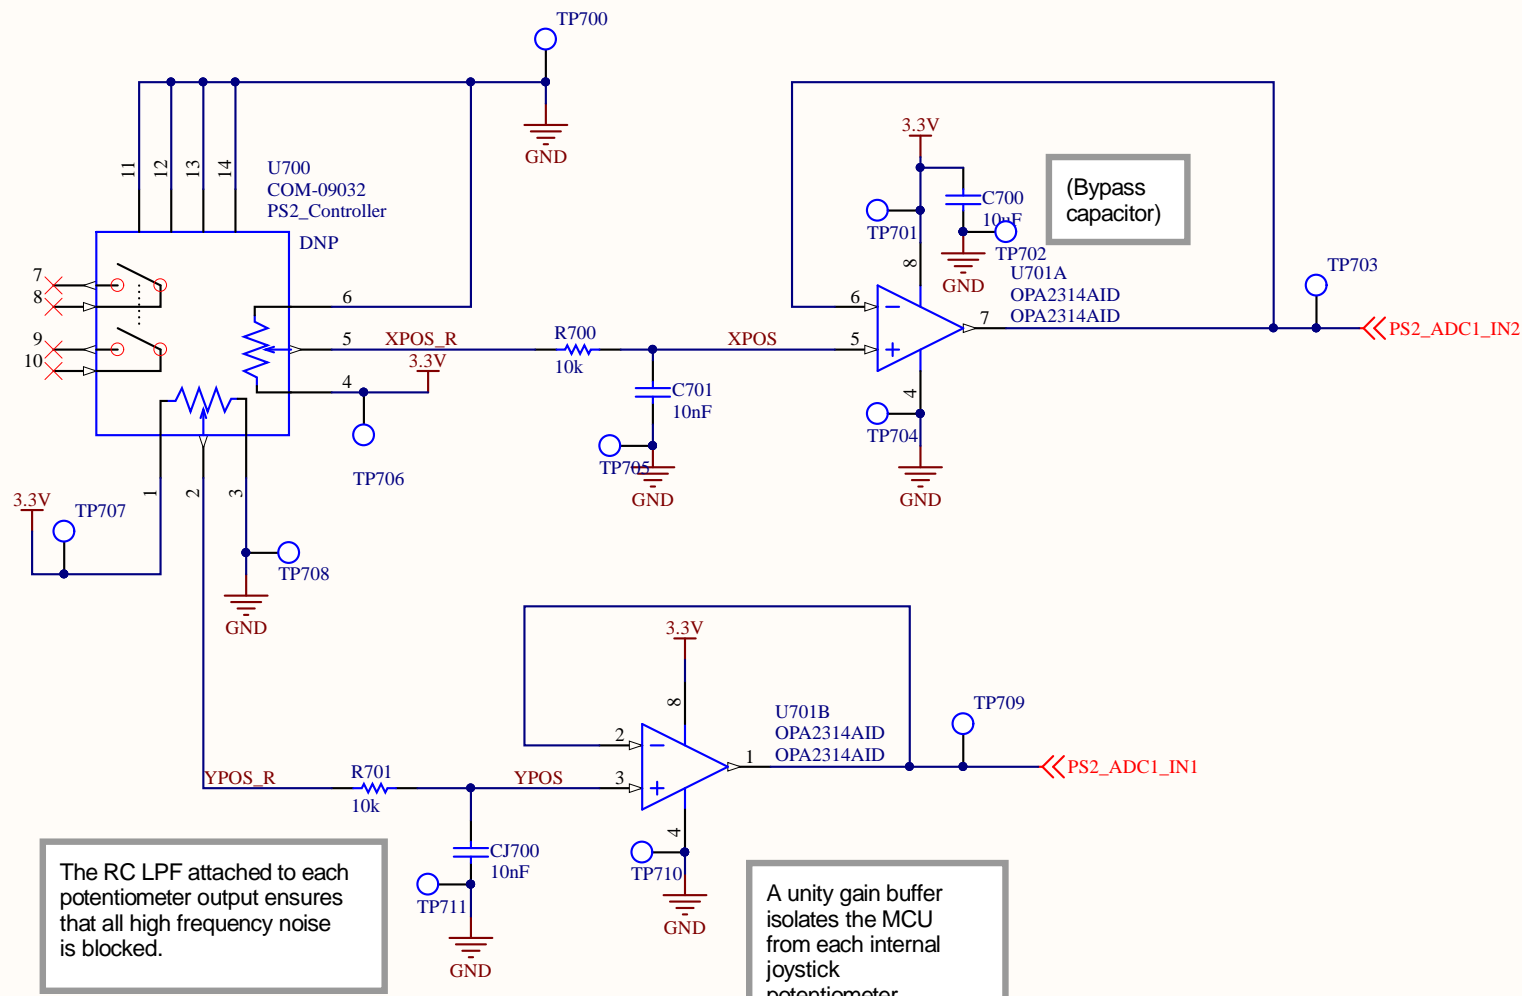 TP700
GND
11
12
13
14
U700
COM-09032
PS2_Controller
DNP
7
8
9
10
6
5
4
XPOS_R
3.3V
TP706
R700
10k
XPOS
C701
10nF
TP705
GND
3.3V
C700
10uF
TP701
TP702
GND
(Bypass
capacitor)
8
U701A
OPA2314AID
OPA2314AID
6
5
7
4
TP704
GND
TP703
PS2_ADC1_IN2
1
2
3
3.3V
TP707
TP708
GND
3.3V
8
U701B
OPA2314AID
OPA2314AID
2
3
1
4
TP709
PS2_ADC1_IN1
YPOS_R
R701
10k
YPOS
CJ700
10nF
TP711
GND
TP710
GND
The RC LPF attached to each
potentiometer output ensures
that all high frequency noise
is blocked.
A unity gain buffer
isolates the MCU
from each internal
joystick
potentiometer